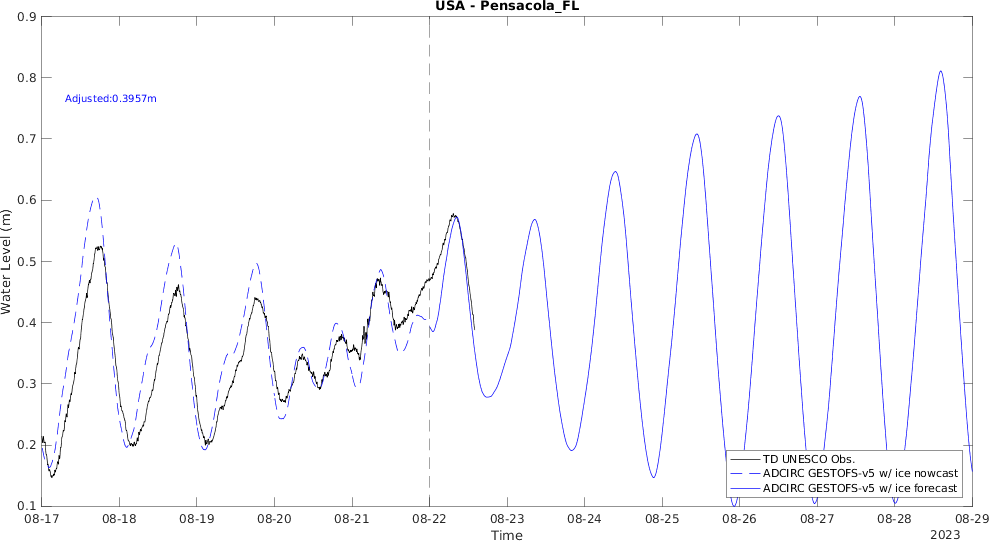 USA - Pensacola_FL
0.9
0.8
0.7
0.6
0.5
0.4
0.3
0.2
0.1
Water Level (m)
Adjusted:0.3957m
TD UNESCO Obs.
ADCIRC GESTOFS-v5 w/ ice nowcast
ADCIRC GESTOFS-v5 w/ ice forecast
08-17 08-18 08-19 08-20 08-21 08-22 08-23 08-24 08-25 08-26 08-27 08-28 08-29
Time
2023